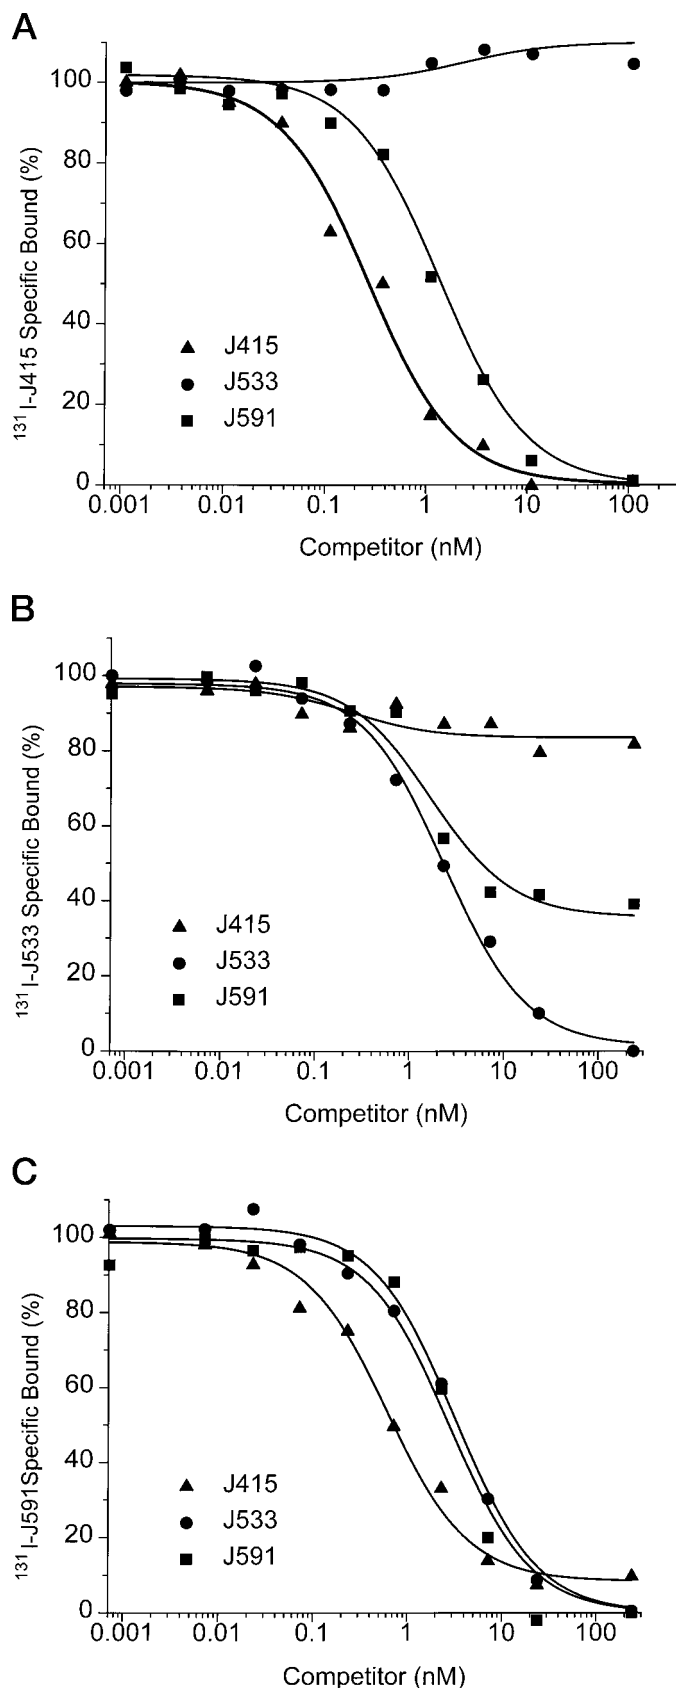 A
100
80
60
40
20
0
131I-J415 Specific Bound (%)
J415
J533
J591
0.001 0.01 0.1 1 10 100
Competitor (nM)
B
100
80
60
40
20
0
131I-J533 Specific Bound (%)
J415
J533
J591
0.001 0.01 0.1 1 10 100
Competitor (nM)
C
100
80
60
40
20
0
131I-J591Specific Bound (%)
J415
J533
J591
0.001 0.01 0.1 1 10 100
Competitor (nM)